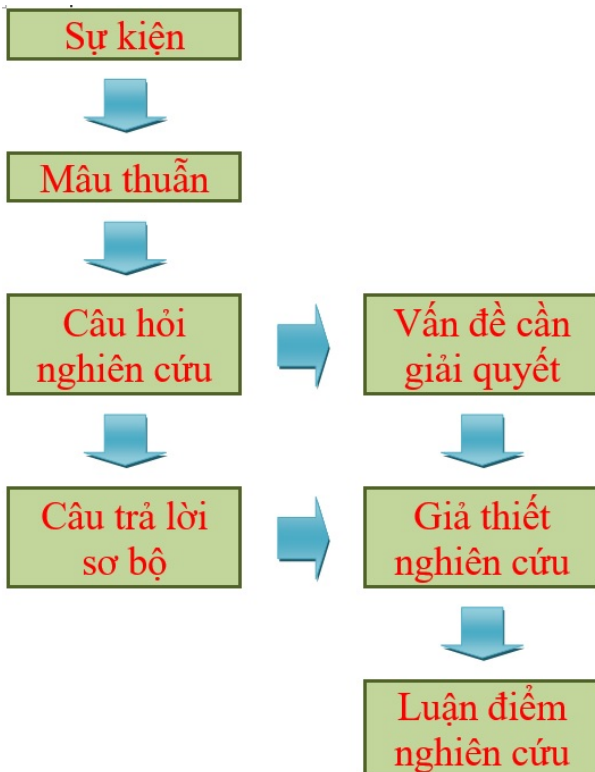 Sự kiện
Mâu thuẫn
Câu hỏi
nghiên cứu
Vấn đề cần
giải quyết
Câu trả lời
sơ bộ
Giả thiết
nghiên cứu
Luận điểm
nghiên cứu